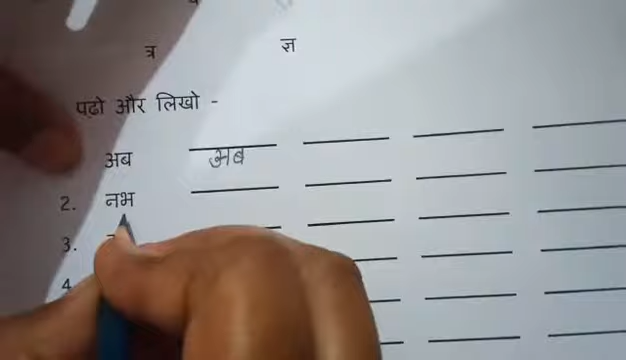 त्र ज्ञ
पढ़ो और लिखो -
अब अब
2. नभ
3.
4.